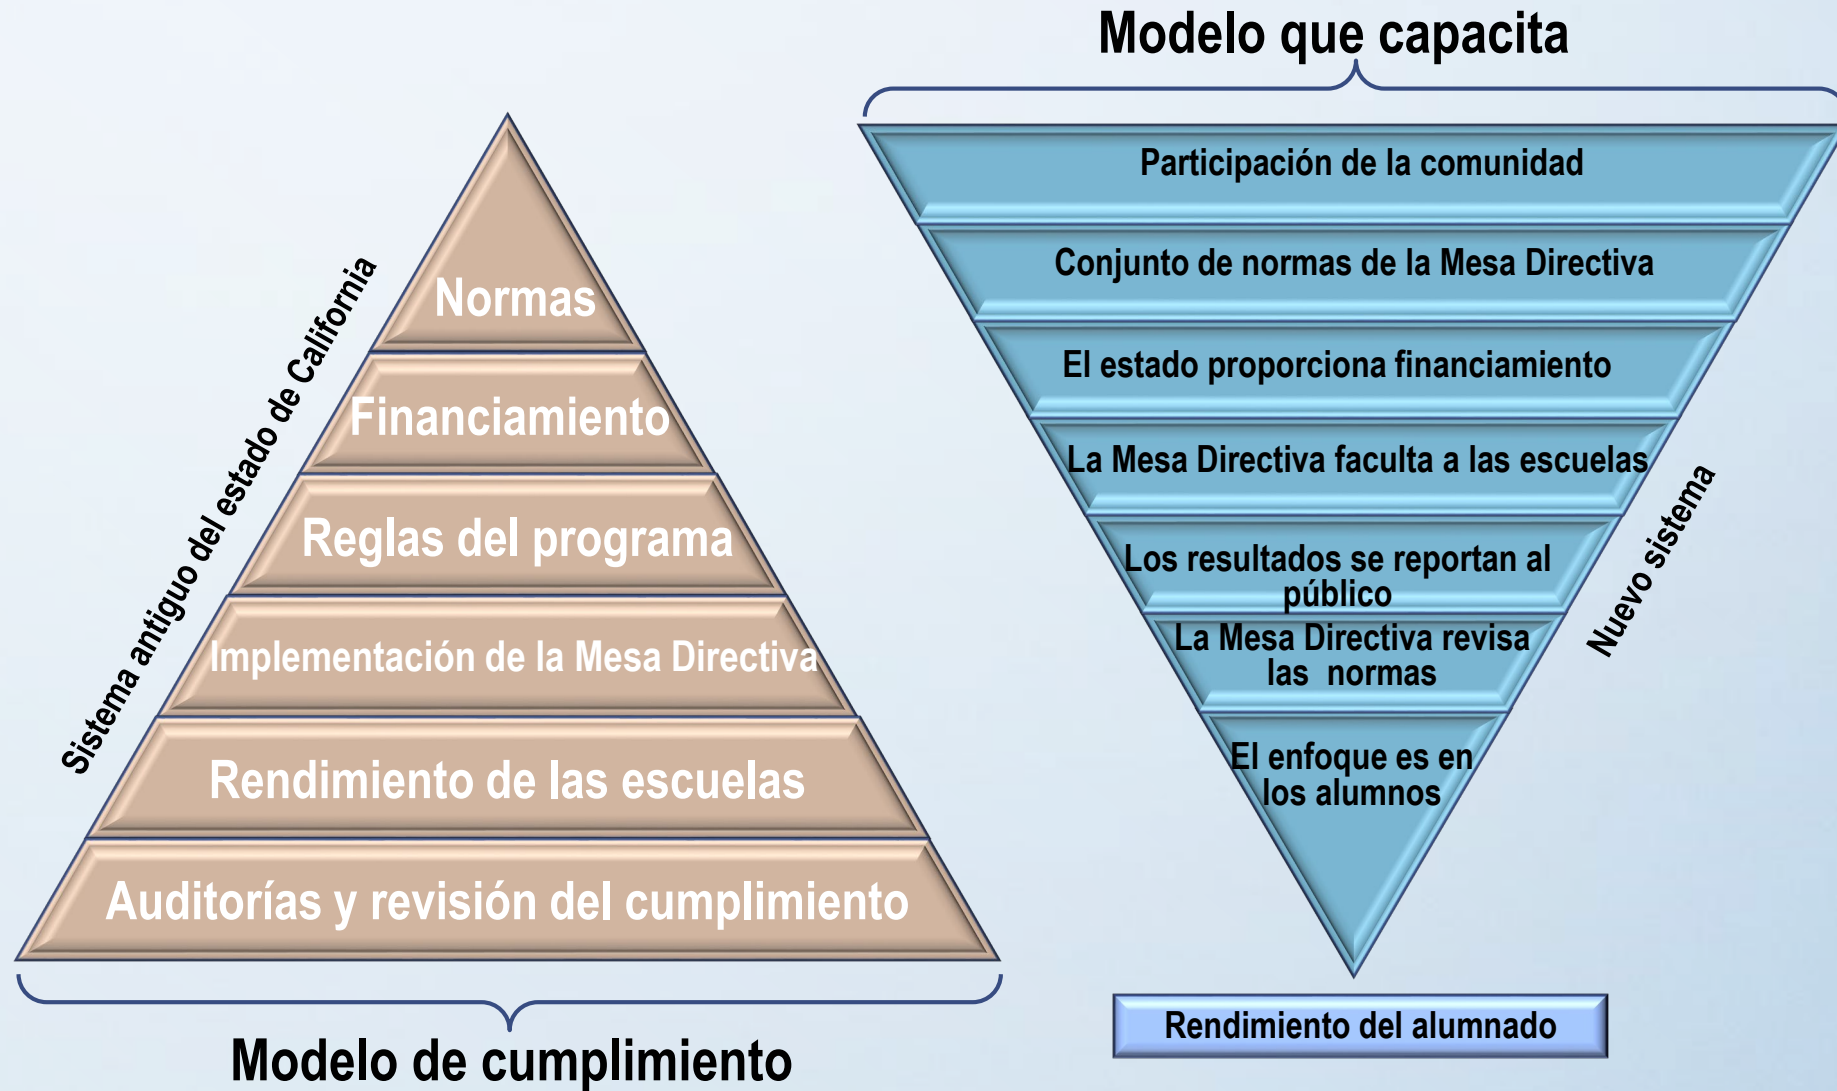 Modelo que capacita
Participación de la comunidad
Conjunto de normas de la Mesa Directiva
El estado proporciona financiamiento
La Mesa Directiva faculta a las escuelas
Los resultados se reportan al
público
La Mesa Directiva revisa
las normas
El enfoque es en
los alumnos
Nuevo sistema
Rendimiento del alumnado
Sistema antiguo del estado de California
Normas
Financiamiento
Reglas del programa
Implementación de la Mesa Directiva
Rendimiento de las escuelas
Auditorías y revisión del cumplimiento
Modelo de cumplimiento